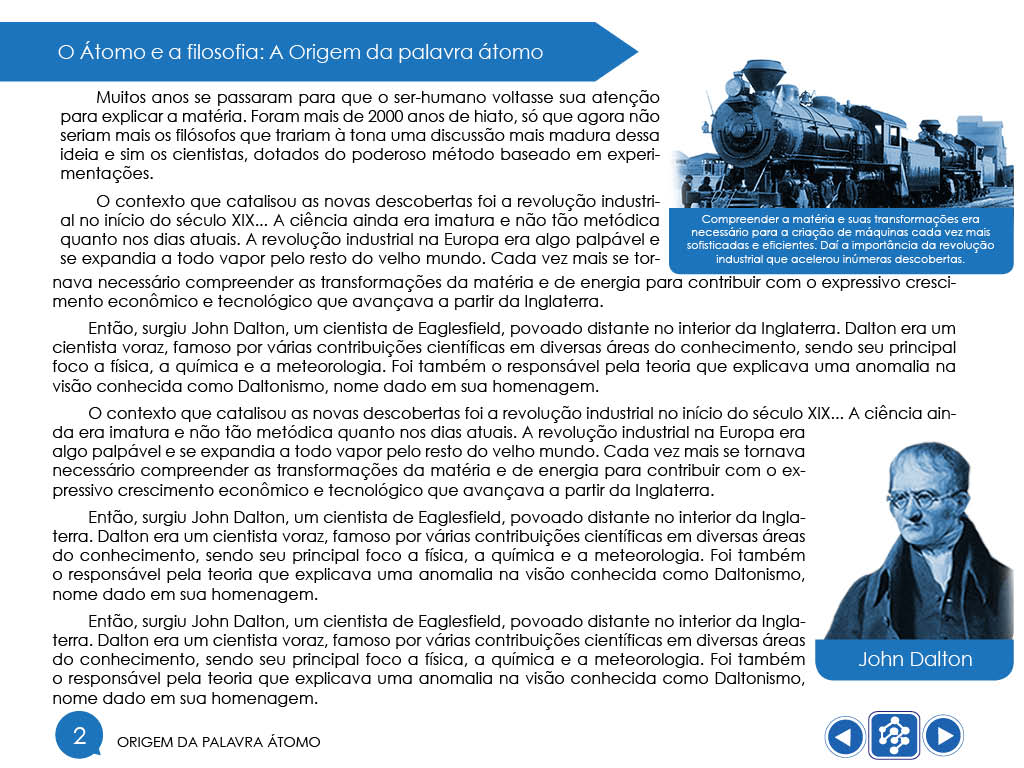 O Átomo e a filosofia: A Origem da palavra átomo
Muitos anos se passaram para que o ser-humano voltasse sua atenção
para explicar a matéria. Foram mais de 2000 anos de hiato, só que agora não
seriam mais os filósofos que trariam à tona uma discussão mais madura dessa
ideia e sim os cientistas, dotados do poderoso método baseado em experi-
mentações.
O contexto que catalisou as novas descobertas foi a revolução industri-
al no início do século XIX... A ciência ainda era imatura e não tão metódica
quanto nos dias atuais. A revolução industrial na Europa era algo palpável e
se expandia a todo vapor pelo resto do velho mundo. Cada vez mais se tor-
nava necessário compreender as transformações da matéria e de energia para contribuir com o expressivo cresci-
mento econômico e tecnológico que avançava a partir da Inglaterra.
Compreender a matéria e suas transformações era
necessário para a criação de máquinas cada vez mais
sofisticadas e eficientes. Daí a importância da revolução
industrial que acelerou inúmeras descobertas.
Então, surgiu John Dalton, um cientista de Eaglesfield, povoado distante no interior da Inglaterra. Dalton era um
cientista voraz, famoso por várias contribuições científicas em diversas áreas do conhecimento, sendo seu principal
foco a física, a química e a meteorologia. Foi também o responsável pela teoria que explicava uma anomalia na
visão conhecida como Daltonismo, nome dado em sua homenagem.
O contexto que catalisou as novas descobertas foi a revolução industrial no início do século XIX... A ciência ain-
da era imatura e não tão metódica quanto nos dias atuais. A revolução industrial na Europa era
algo palpável e se expandia a todo vapor pelo resto do velho mundo. Cada vez mais se tornava
necessário compreender as transformações da matéria e de energia para contribuir com o ex-
pressivo crescimento econômico e tecnológico que avançava a partir da Inglaterra.
Então, surgiu John Dalton, um cientista de Eaglesfield, povoado distante no interior da Ingla-
terra. Dalton era um cientista voraz, famoso por várias contribuições científicas em diversas áreas
do conhecimento, sendo seu principal foco a física, a química e a meteorologia. Foi também
o responsável pela teoria que explicava uma anomalia na visão conhecida como Daltonismo,
nome dado em sua homenagem.
Então, surgiu John Dalton, um cientista de Eaglesfield, povoado distante no interior da Ingla-
terra. Dalton era um cientista voraz, famoso por várias contribuições científicas em diversas áreas
do conhecimento, sendo seu principal foco a física, a química e a meteorologia. Foi também
o responsável pela teoria que explicava uma anomalia na visão conhecida como Daltonismo,
nome dado em sua homenagem.
John Dalton
2
ORIGEM DA PALAVRA ÁTOMO